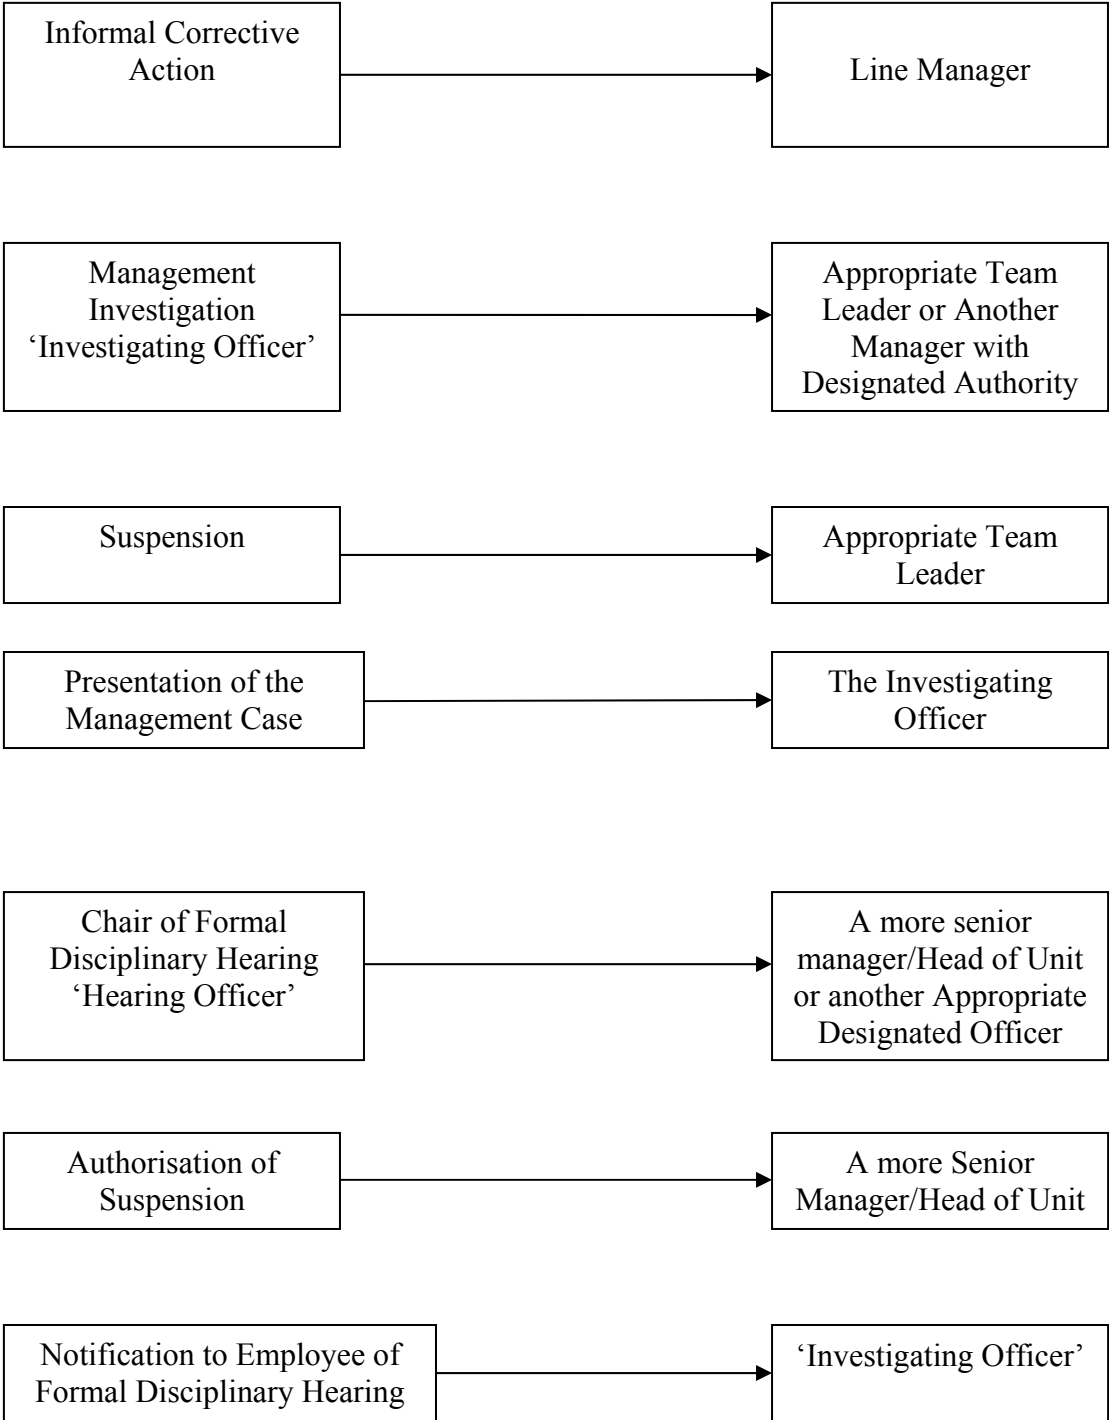 Informal Corrective
Action
Line Manager
Management
Investigation
‘Investigating Officer’
Appropriate Team
Leader or Another
Manager with
Designated Authority
Suspension
Appropriate Team
Leader
Presentation of the
Management Case
The Investigating
Officer
Chair of Formal
Disciplinary Hearing
‘Hearing Officer’
A more senior
manager/Head of Unit
or another Appropriate
Designated Officer
Authorisation of
Suspension
A more Senior
Manager/Head of Unit
Notification to Employee of
Formal Disciplinary Hearing
‘Investigating Officer’